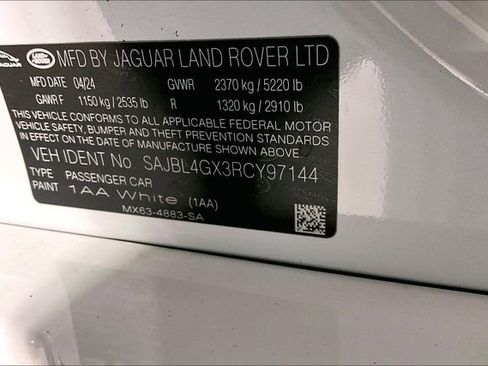 JAGUAR LAND ROVER MFD BY JAGUAR LAND ROVER LTD
MFD DATE 04/24 GVWR 2370 kg / 5220 lb
GAWR F 1150 kg / 2535 lb R 1320 kg / 2910 lb
THIS VEHICLE CONFORMS TO ALL APPLICABLE FEDERAL MOTOR
VEHICLE SAFETY, BUMPER AND THEFT PREVENTION STANDARDS
IN EFFECT ON THE DATE OF MANUFACTURE SHOWN ABOVE.
VEH IDENT No. SAJBL4GX3RCY97144
TYPE PASSENGER CAR
PAINT 1AA White (1AA)
MX63-4883-SA